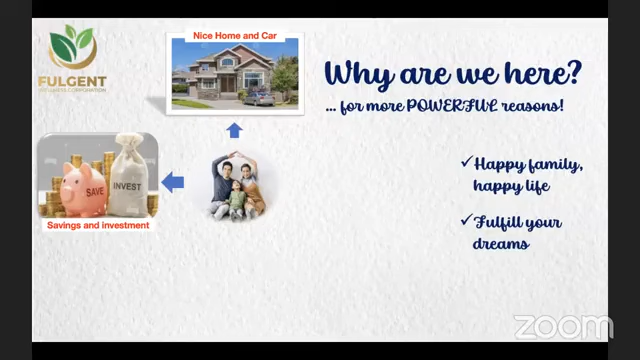 Nice Home and Car
FULGENT
Why are we here?
... for more POWERFUL reasons!
SAVE
INVEST
Savings and investment
✓Happy family,
happy life
✓Fulfill your
dreams
zoom